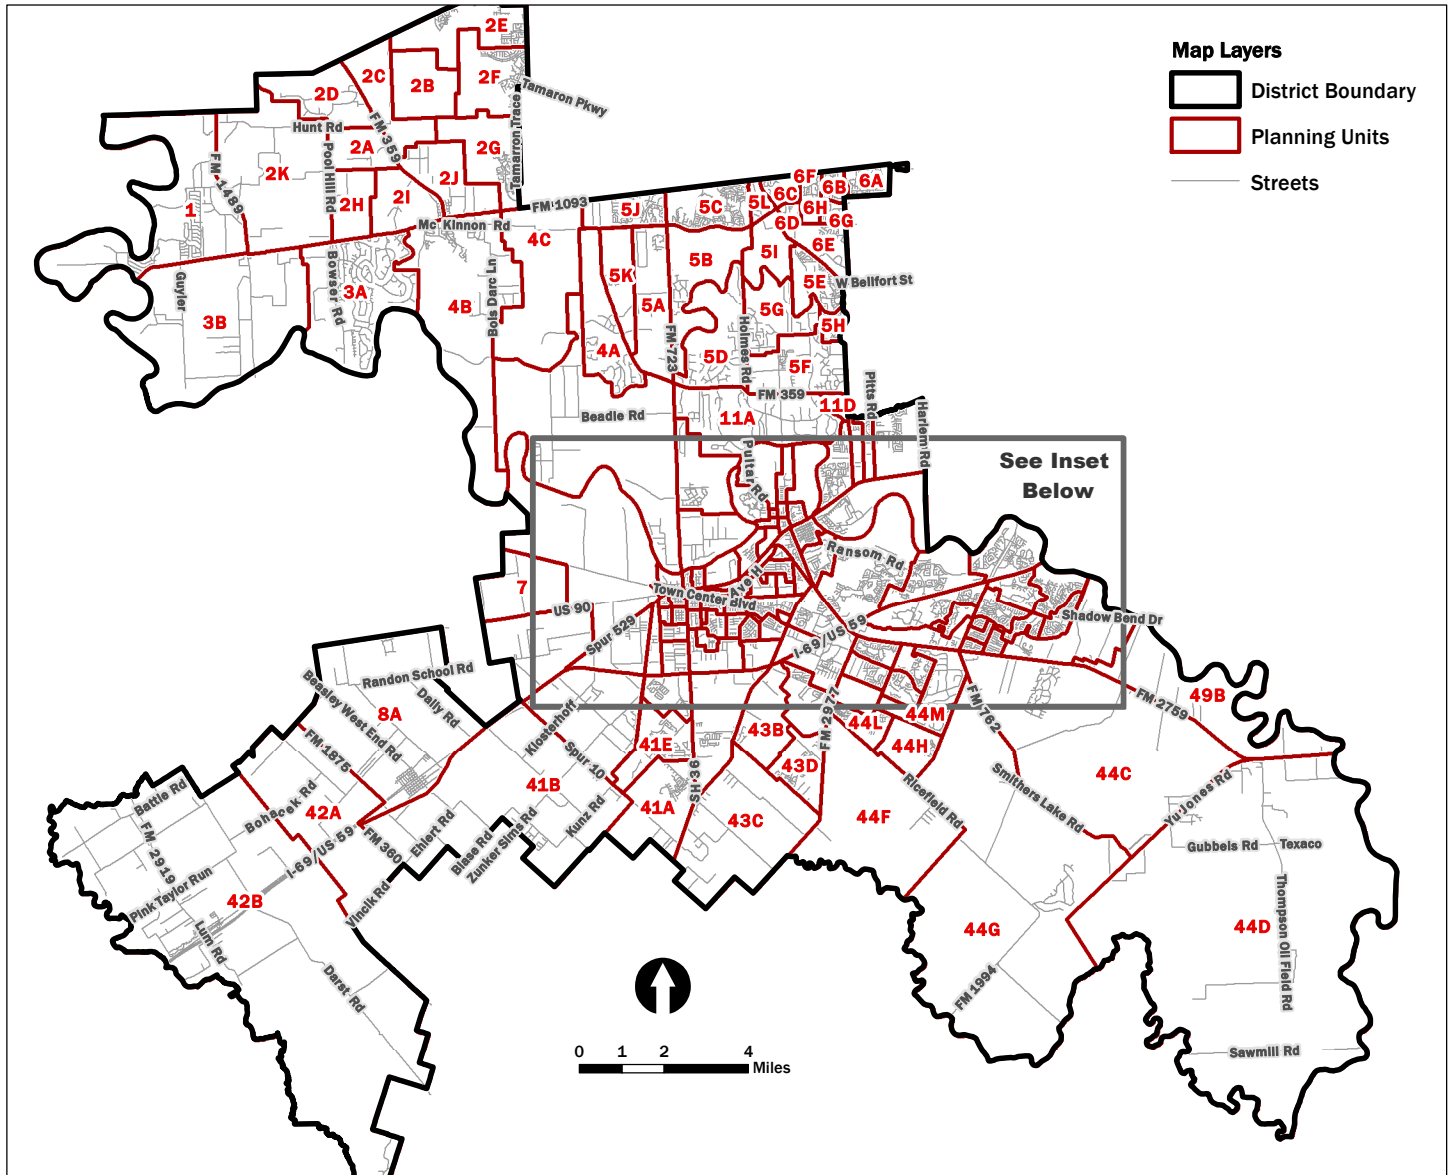 Map Layers
District Boundary
Planning Units
Streets
2E
2C
2B
2F
2D
Tamaron Pkwy
Hunt Rd
FM 359
2A
2G
Tamarron Trace
FM 1489
2K
Pool Hill Rd
2H
2I
2J
1
Mc Kinnon Rd
FM 1093
4C
5J
5C
5L
6C
6F
6B
6A
6H
6D
6G
6E
5I
5B
5K
5A
5E
W Bellfort St
Guyler
3B
Bowser Rd
3A
4B
Bois Darc Ln
4A
FM 723
5D
Holmes Rd
5G
5H
5F
FM 359
Beadle Rd
11A
11D
Pitts Rd
Harlem Rd
Pultar Rd
See Inset
Below
Ransom Rd
7
US 90
Town Center Blvd
Ave H
Spur 529
I-69/US 59
Shadow Bend Dr
Randon School Rd
Beasley West End Rd
8A
Daily Rd
FM 1875
Klosterhoff
Spur 10
41E
SH 36
43B
43D
FM 2977
44L
44M
44H
FM 762
FM 2759
49B
44C
Battle Rd
Bohacek Rd
42A
41B
41A
43C
44F
Ricefield Rd
Smithers Lake Rd
Yu Jones Rd
FM 2919
I-69/US 59
FM 360
Ehlert Rd
Blase Rd
Zunker Sims Rd
Kunz Rd
Gubbels Rd
Texaco
Pink Taylor Run
42B
Vincik Rd
Lum Rd
Darst Rd
44G
FM 1994
44D
Thompson Oil Field Rd
Sawmill Rd
0 1 2 4
Miles